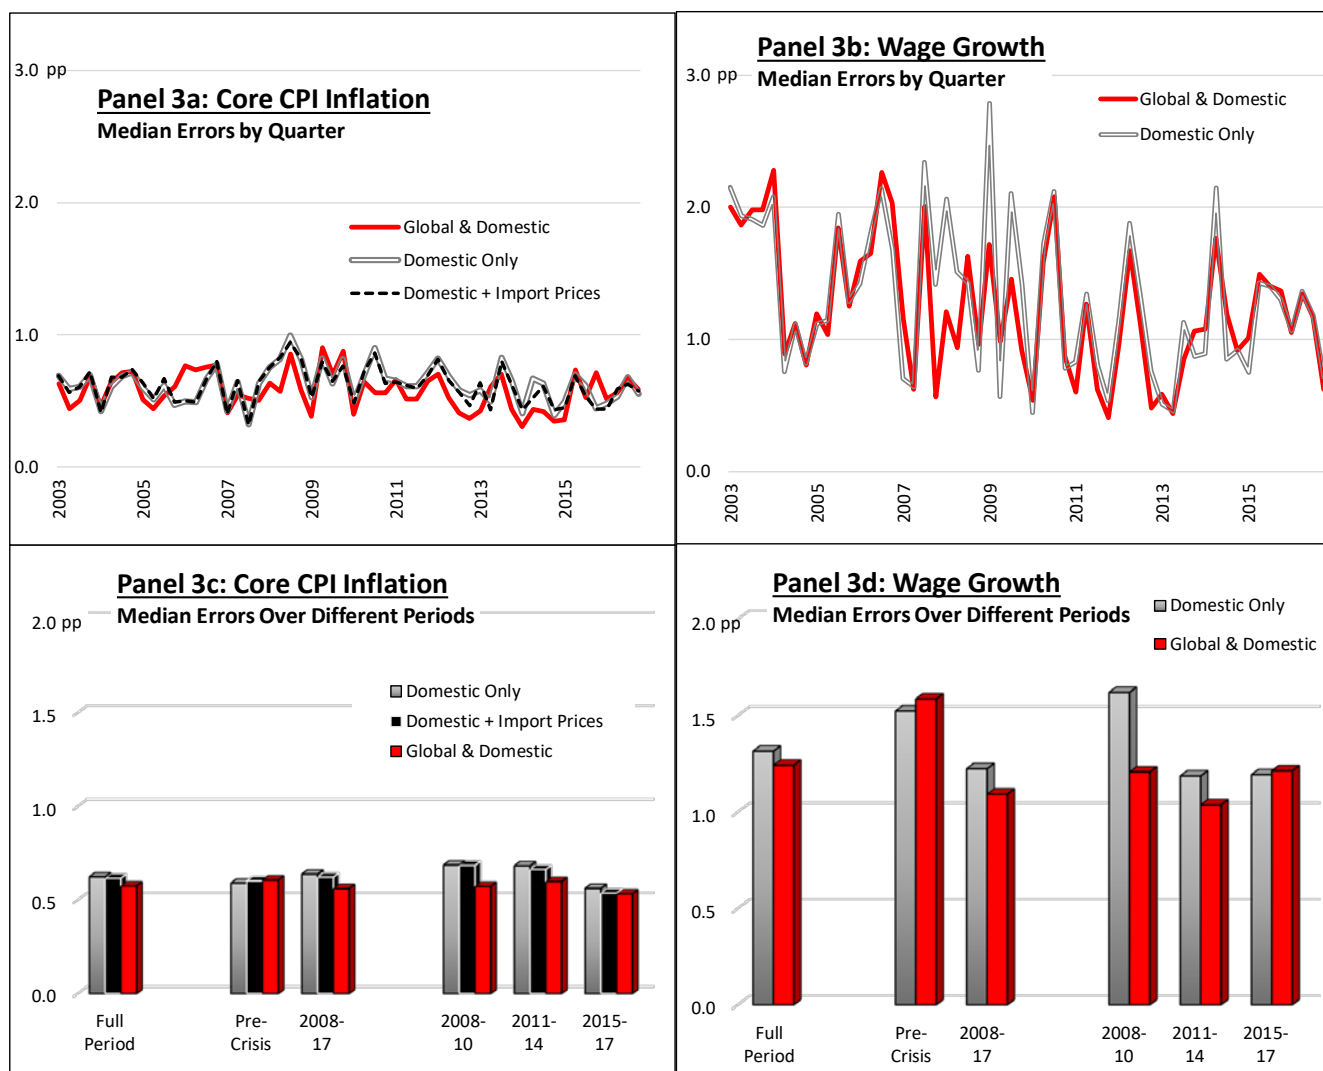 Panel 3a: Core CPI Inflation
Median Errors by Quarter
3.0 pp
2.0
1.0
0.0
Global & Domestic
Domestic Only
Domestic + Import Prices
2003
2005
2007
2009
2011
2013
2015
Panel 3b: Wage Growth
Median Errors by Quarter
3.0 pp
2.0
1.0
0.0
Global & Domestic
Domestic Only
2003
2005
2007
2009
2011
2013
2015
Panel 3c: Core CPI Inflation
Median Errors Over Different Periods
2.0 pp
1.5
1.0
0.5
0.0
Domestic Only
Domestic + Import Prices
Global & Domestic
Full Period
Pre-Crisis
2008-17
2008-10
2011-14
2015-17
Panel 3d: Wage Growth
Median Errors Over Different Periods
2.0 pp
1.5
1.0
0.5
0.0
Domestic Only
Global & Domestic
Full Period
Pre-Crisis
2008-17
2008-10
2011-14
2015-17